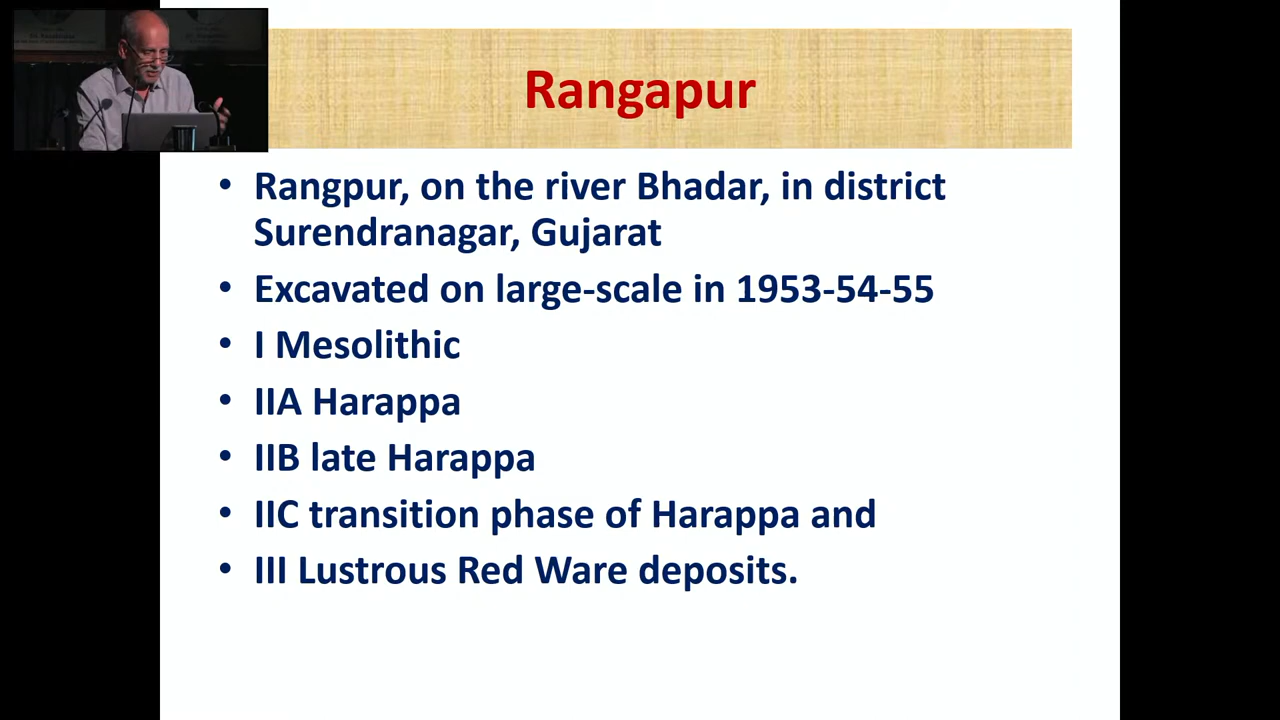 Rangapur
• Rangpur, on the river Bhadar, in district
Surendranagar, Gujarat
• Excavated on large-scale in 1953-54-55
• I Mesolithic
• IIA Harappa
• IIB late Harappa
• IIC transition phase of Harappa and
• III Lustrous Red Ware deposits.